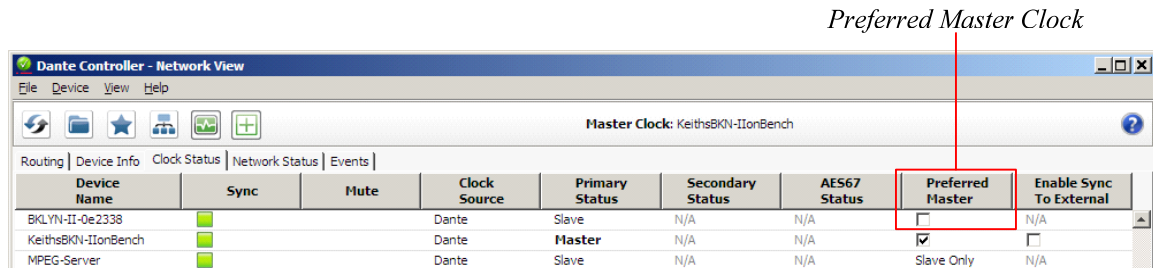 Preferred Master Clock
Dante Controller - Network View
File Device View Help
Master Clock: KeithsBKN-IIonBench
?
Routing Device Info Clock Status Network Status Events
Device Name Sync Mute Clock Source Primary Status Secondary Status AES67 Status Preferred Master Enable Sync To External
BKLYN-II-0e2338 Dante Slave N/A N/A N/A
KeithsBKN-IIonBench Dante Master N/A N/A
MPEG-Server Dante Slave N/A N/A Slave Only N/A